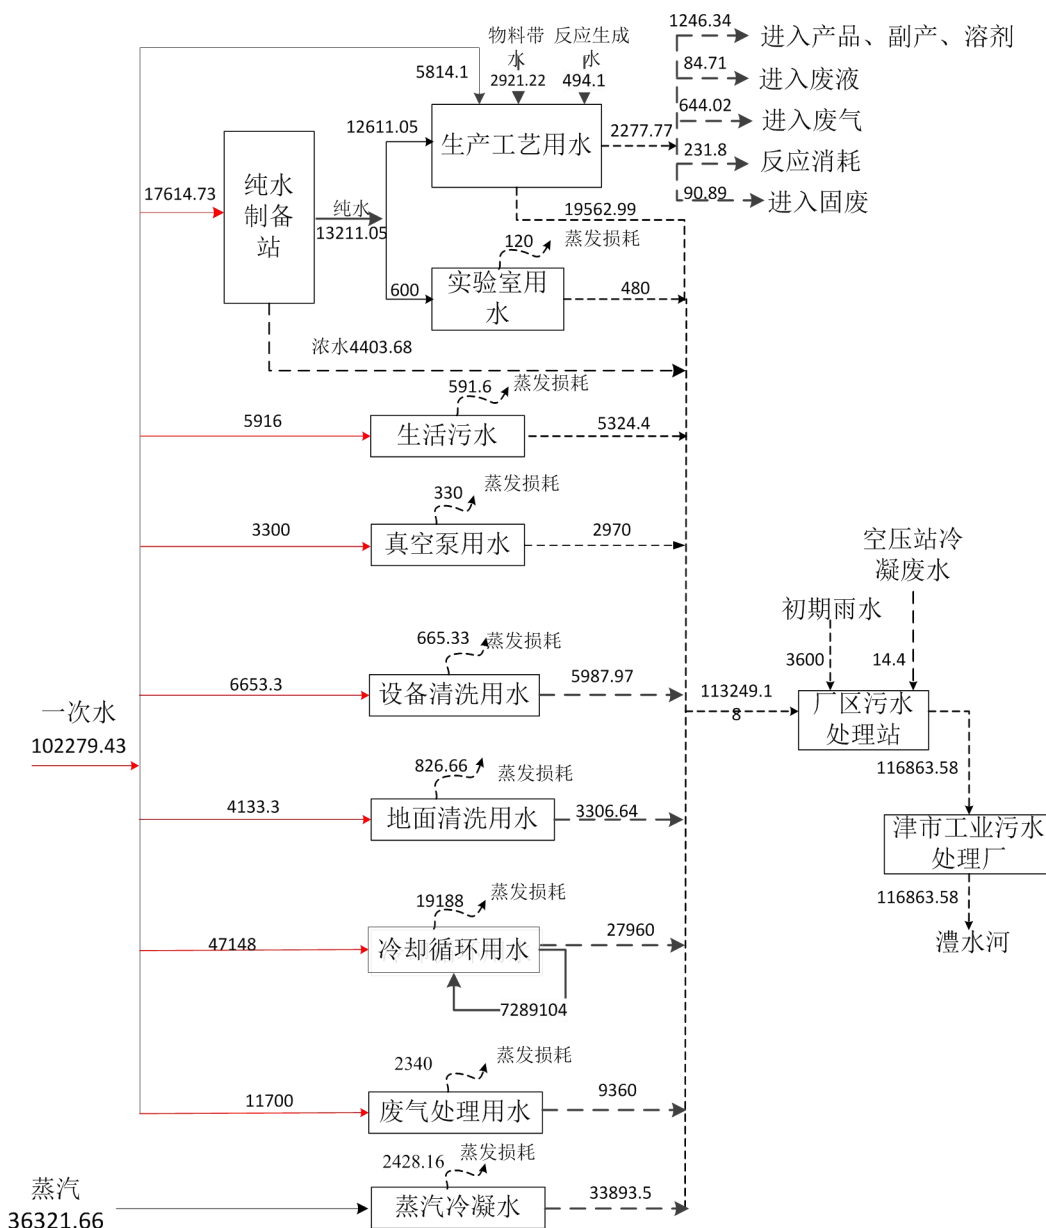 1246.34
进入产品、副产、溶剂
物料带
水
2921.22
反应生成
水
494.1
5814.1
84.71
进入废液
12611.05
生产工艺用水
2277.77
644.02
进入废气
231.8
反应消耗
90.89
进入固废
17614.73
纯水
制备
站
纯水
13211.05
19562.99
120
蒸发损耗
600
实验室用
水
480
浓水4403.68
591.6
蒸发损耗
5916
生活污水
5324.4
330
蒸发损耗
3300
真空泵用水
2970
空压站冷
凝废水
初期雨水
3600
14.4
665.33
蒸发损耗
6653.3
设备清洗用水
5987.97
113249.1
8
厂区污水
处理站
一次水
102279.43
826.66
蒸发损耗
4133.3
地面清洗用水
3306.64
116863.58
津市工业污水
处理厂
116863.58
澧水河
19188
蒸发损耗
47148
冷却循环用水
27960
7289104
2340
蒸发损耗
11700
废气处理用水
9360
2428.16
蒸发损耗
蒸汽
36321.66
蒸汽冷凝水
33893.5